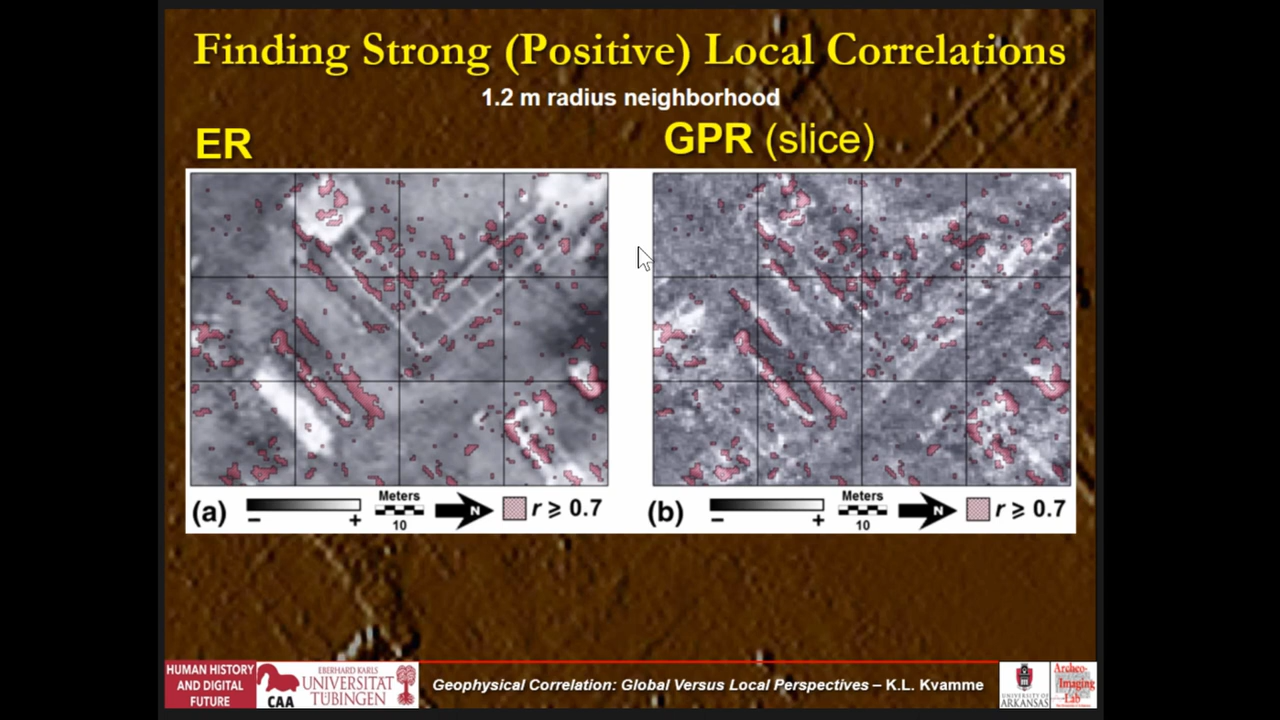 Finding Strong (Positive) Local Correlations
1.2 m radius neighborhood
ER
GPR (slice)
(a)
−
+
Meters
10
N
r ⩾ 0.7
(b)
−
+
Meters
10
N
r ⩾ 0.7
HUMAN HISTORY
AND DIGITAL
FUTURE
CAA
EBERHARD KARLS
UNIVERSITÄT
TÜBINGEN
Geophysical Correlation: Global Versus Local Perspectives – K.L. Kvamme
UNIVERSITY OF
ARKANSAS
Archeo-
Imaging
Lab